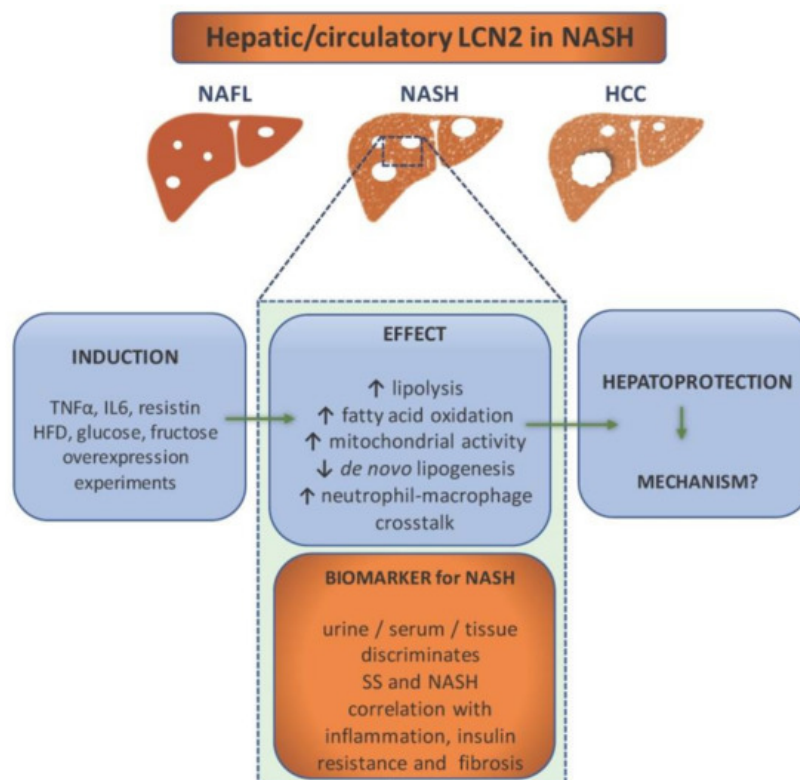 Hepatic/circulatory LCN2 in NASH
NAFL
NASH
HCC
INDUCTION
TNFα, IL6, resistin
HFD, glucose, fructose
overexpression
experiments
EFFECT
↑ lipolysis
↑ fatty acid oxidation
↑ mitochondrial activity
↓ de novo lipogenesis
↑ neutrophil-macrophage
crosstalk
HEPATOPROTECTION
MECHANISM?
BIOMARKER for NASH
urine / serum / tissue
discriminates
SS and NASH
correlation with
inflammation, insulin
resistance and fibrosis